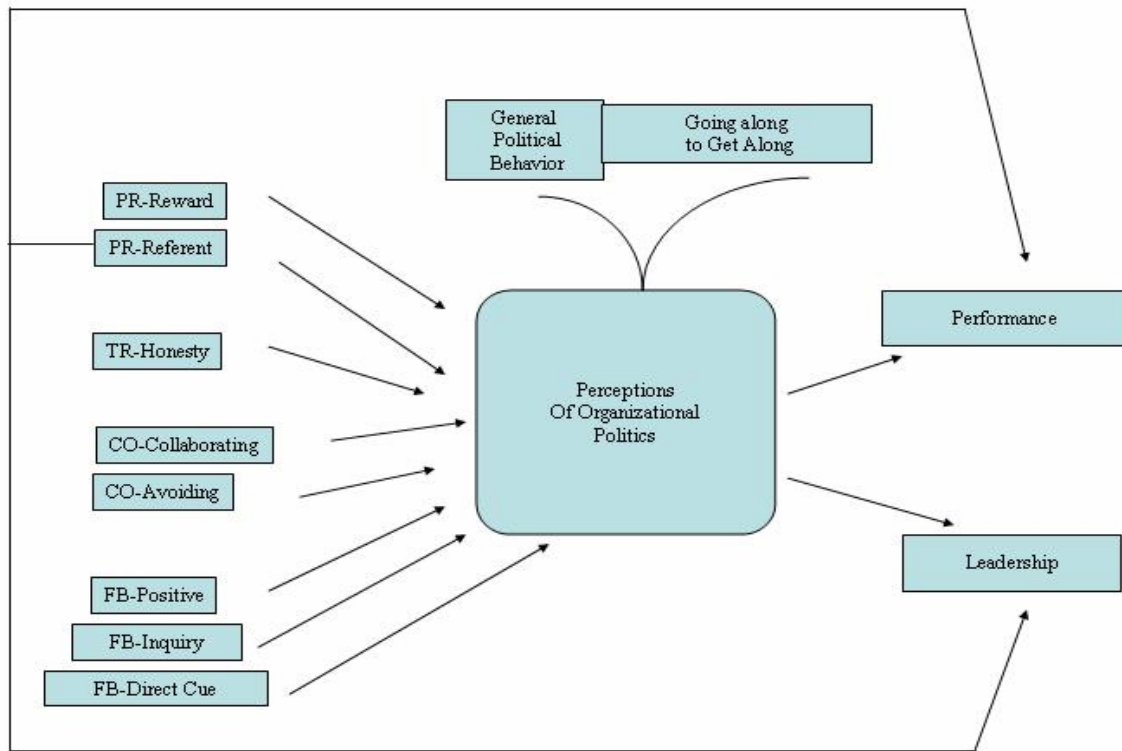 General
Political
Behavior
Going along
to Get Along
PR-Reward
PR-Referent
TR-Honesty
CO-Collaborating
CO-Avoiding
FB-Positive
FB-Inquiry
FB-Direct Cue
Perceptions
Of Organizational
Politics
Performance
Leadership